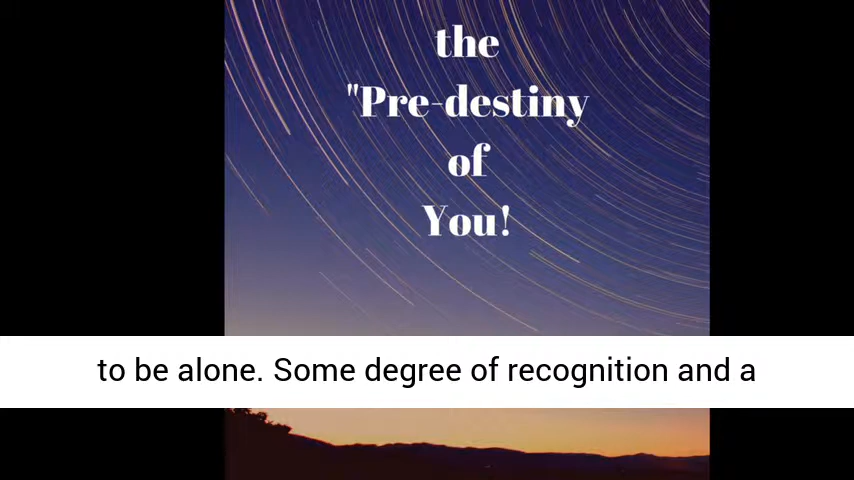 the
"Pre-destiny
of
You!
to be alone. Some degree of recognition and a